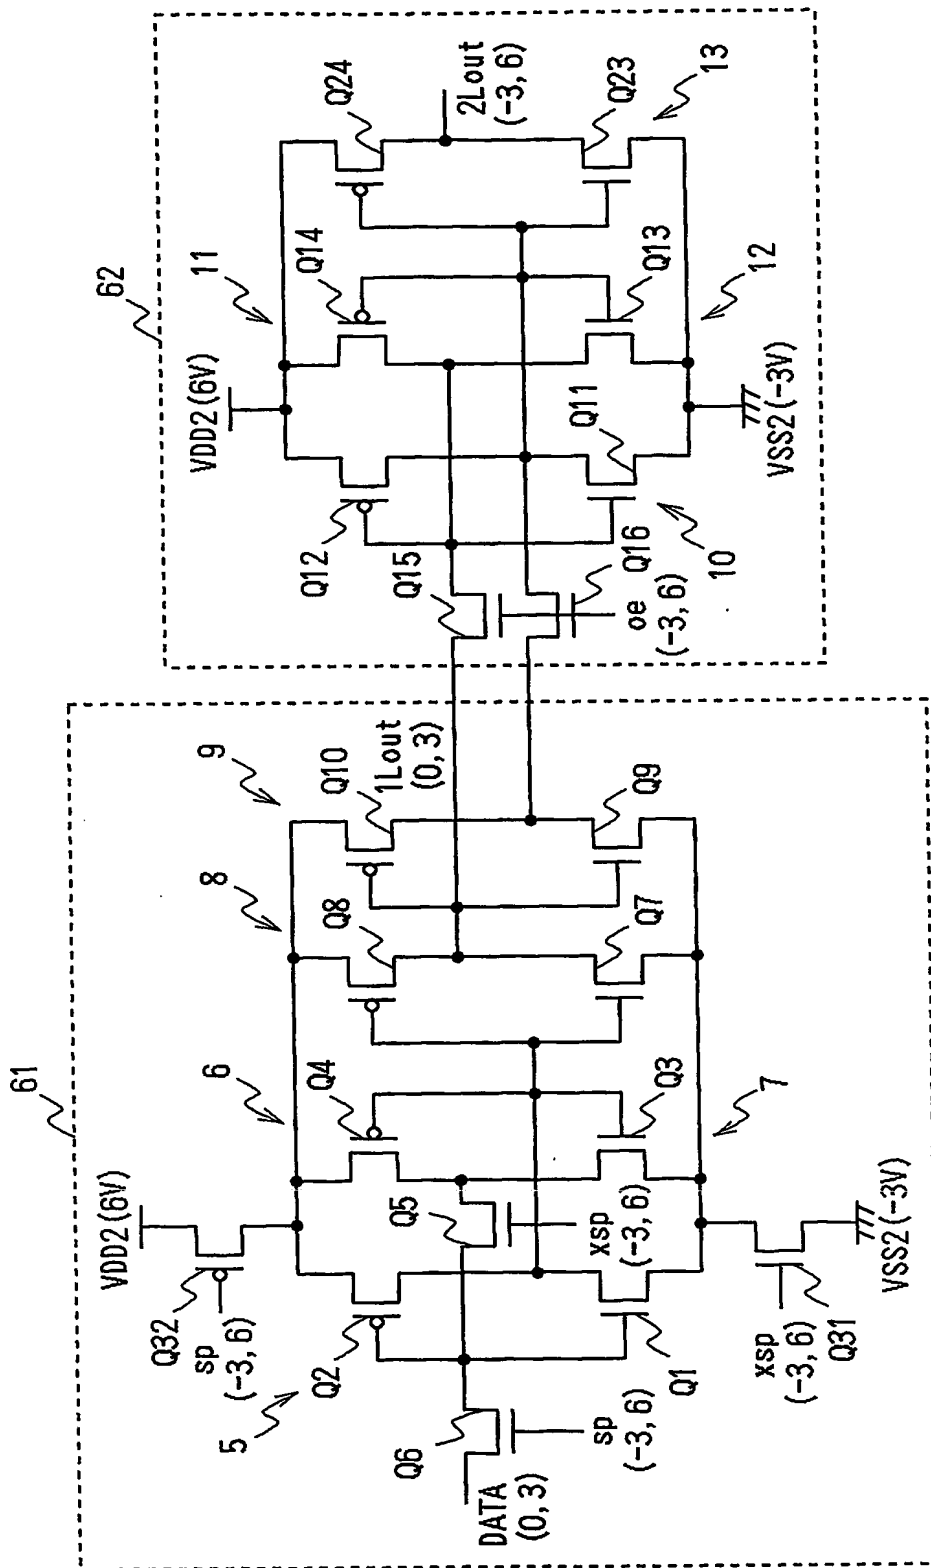 61
VDD2(6V)
Q32
sp
(-3, 6)
5
Q2
6
Q4
8
Q8
9
Q10
1Lout
(0, 3)
Q6
DATA
(0, 3)
sp
(-3, 6)
Q5
xsp
(-3, 6)
Q1
Q3
7
Q7
Q9
xsp
(-3, 6)
Q31
VSS2(-3V)
62
VDD2(6V)
11
Q12
Q14
Q24
Q15
2Lout
(-3, 6)
oe
(-3, 6)
Q16
10
Q11
Q13
12
Q23
13
VSS2(-3V)